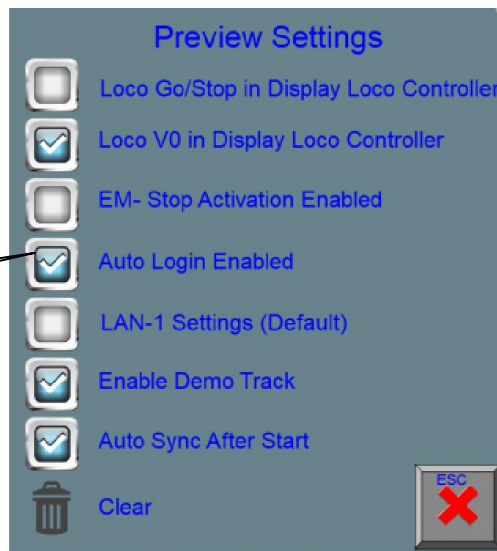 Preview Settings
Loco Go/Stop in Display Loco Controller
Loco V0 in Display Loco Controller
EM- Stop Activation Enabled
Auto Login Enabled
LAN-1 Settings (Default)
Enable Demo Track
Auto Sync After Start
Clear
ESC